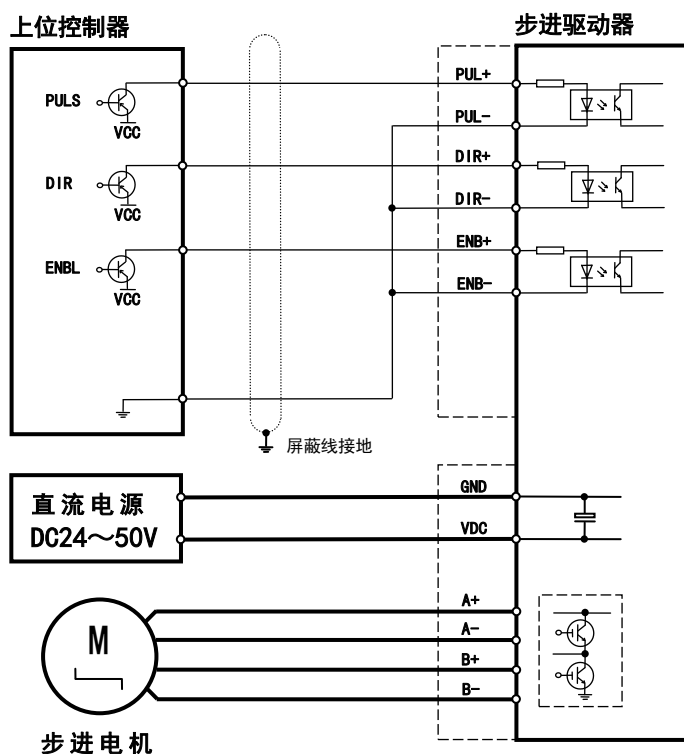 上位控制器
步进驱动器
PULS
VCC
DIR
VCC
ENBL
VCC
PUL+
PUL-
DIR+
DIR-
ENB+
ENB-
屏蔽线接地
直流电源
DC24～50V
GND
VDC
A+
A-
B+
B-
M
步进电机